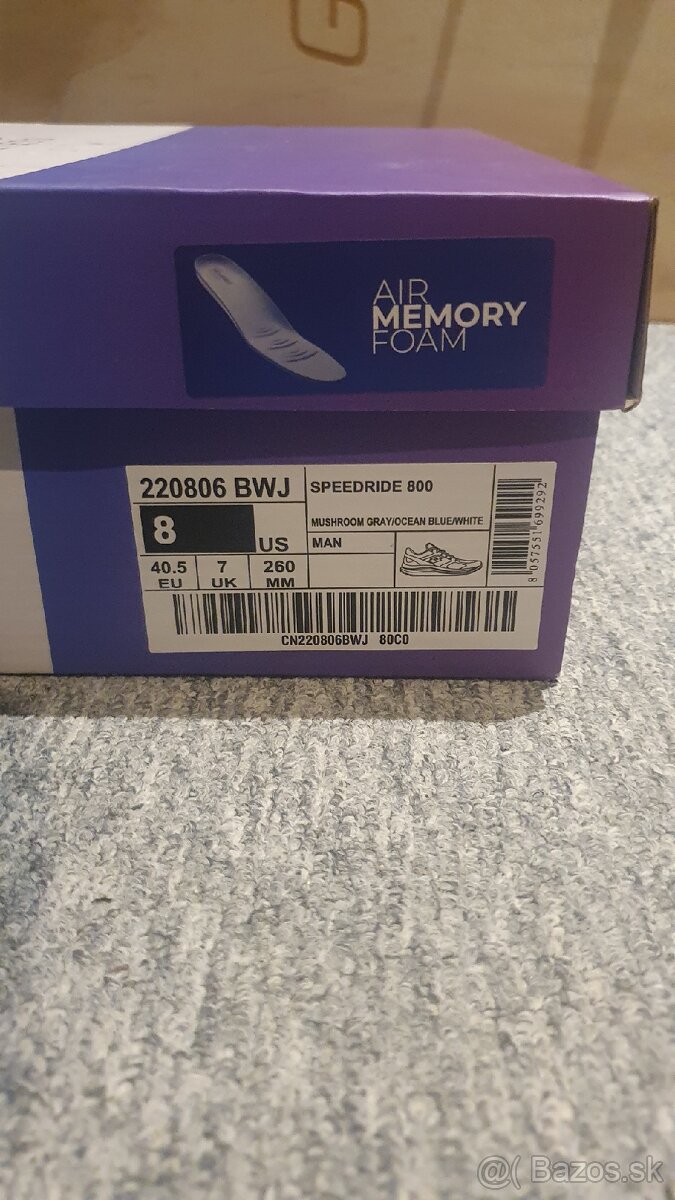 G
AIR
MEMORY
FOAM
220806 BWJ
SPEEDRIDE 800
MUSHROOM GRAY/OCEAN BLUE/WHITE
8 US
MAN
40.5 7 260
EU UK MM
8 057551 699292
CN220806BWJ 80C0
@( Bazos.sk